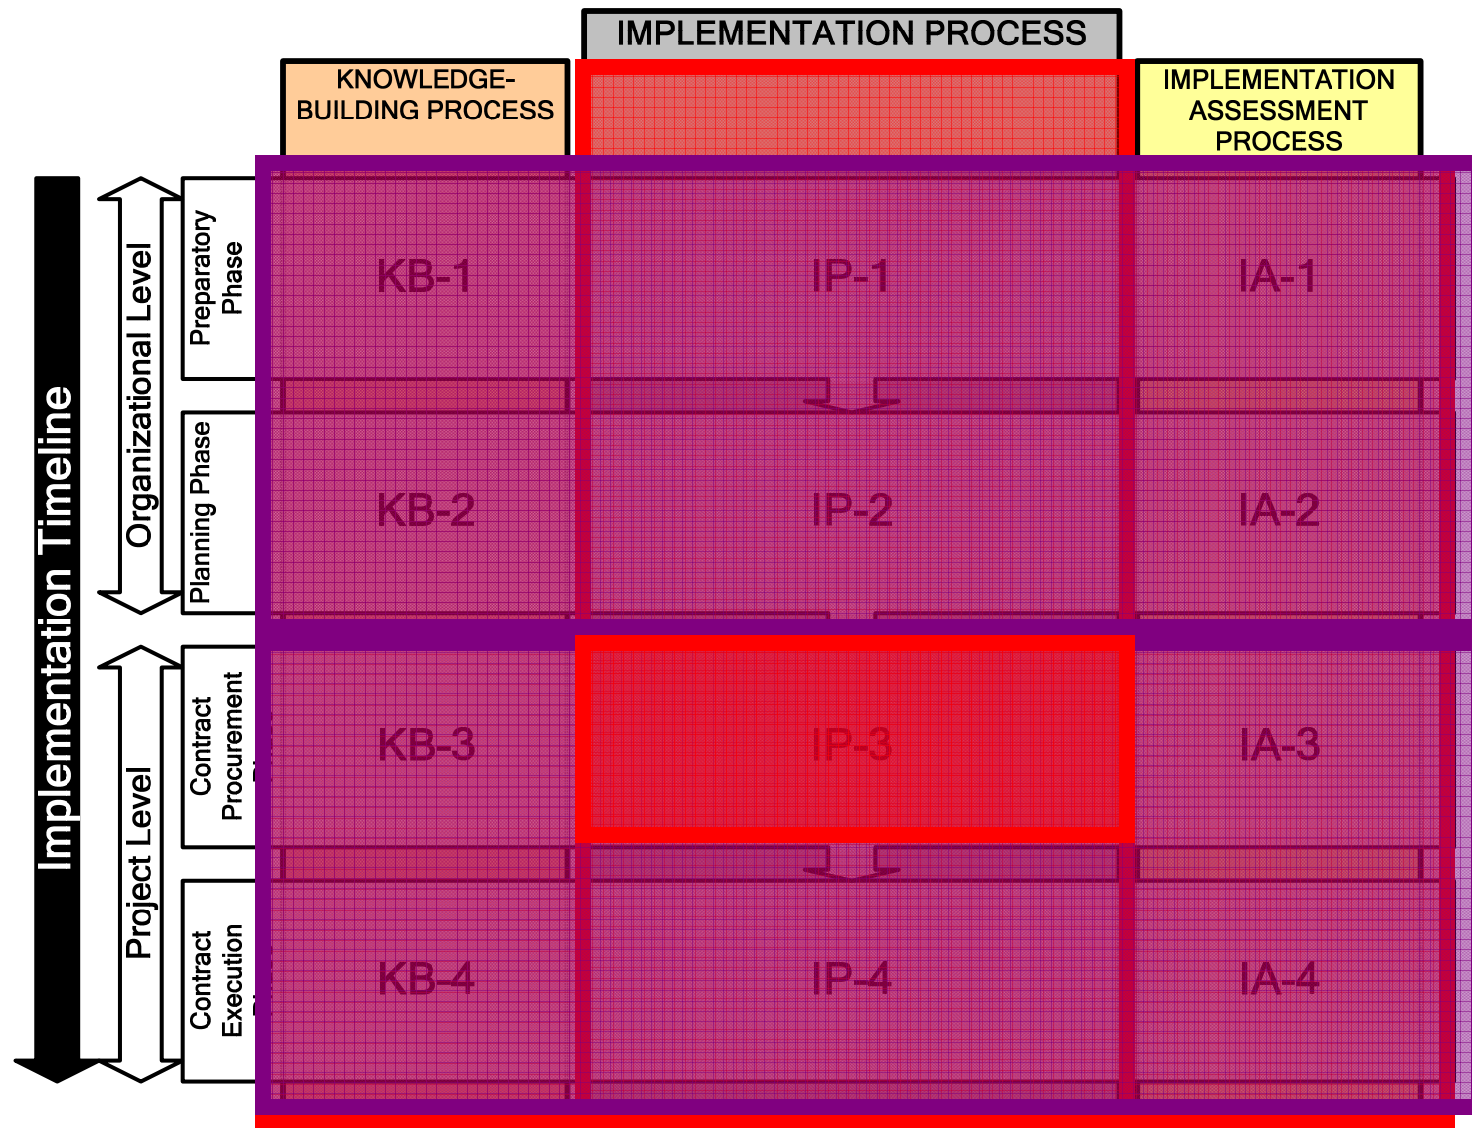 IMPLEMENTATION PROCESS
KNOWLEDGE-
BUILDING PROCESS
IMPLEMENTATION
ASSESSMENT
PROCESS
Implementation Timeline
Organizational Level
Preparatory
Phase
KB-1
IP-1
IA-1
Planning Phase
KB-2
IP-2
IA-2
Project Level
Contract
Procurement
KB-3
IP-3
IA-3
Contract
Execution
KB-4
IP-4
IA-4